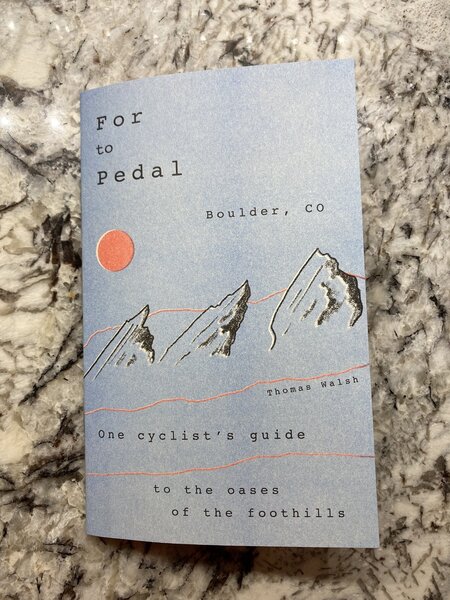 For
to
Pedal
Boulder, CO
Thomas Walsh
One cyclist's guide
to the oases
of the foothills